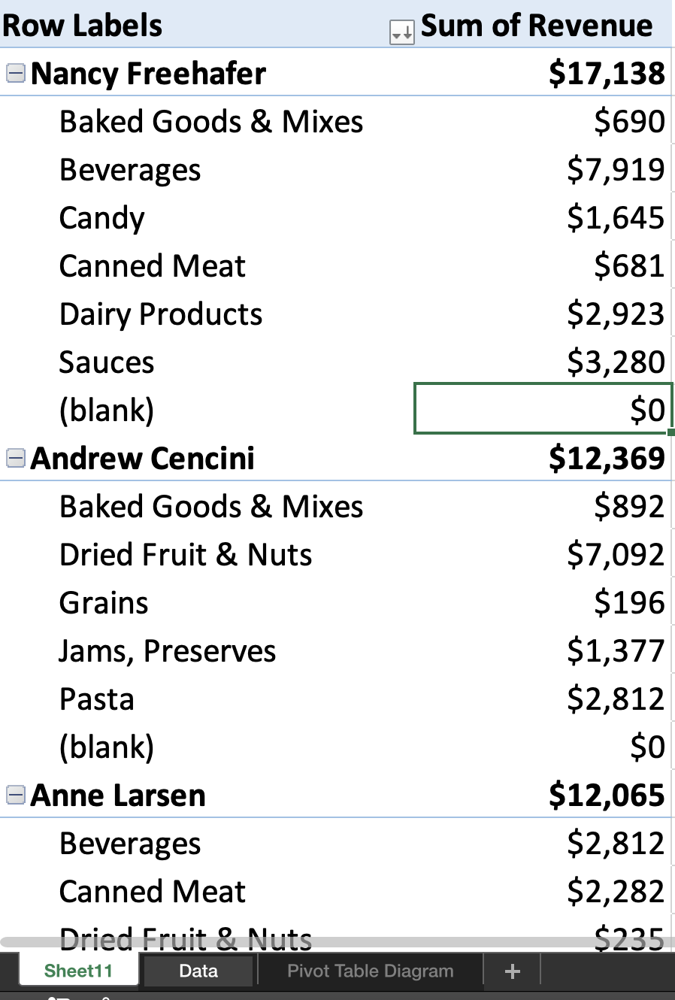 Row Labels Sum of Revenue
Nancy Freehafer $17,138
Baked Goods & Mixes $690
Beverages $7,919
Candy $1,645
Canned Meat $681
Dairy Products $2,923
Sauces $3,280
(blank) $0
Andrew Cencini $12,369
Baked Goods & Mixes $892
Dried Fruit & Nuts $7,092
Grains $196
Jams, Preserves $1,377
Pasta $2,812
(blank) $0
Anne Larsen $12,065
Beverages $2,812
Canned Meat $2,282
Dried Fruit & Nuts $235
Sheet11 Data Pivot Table Diagram +